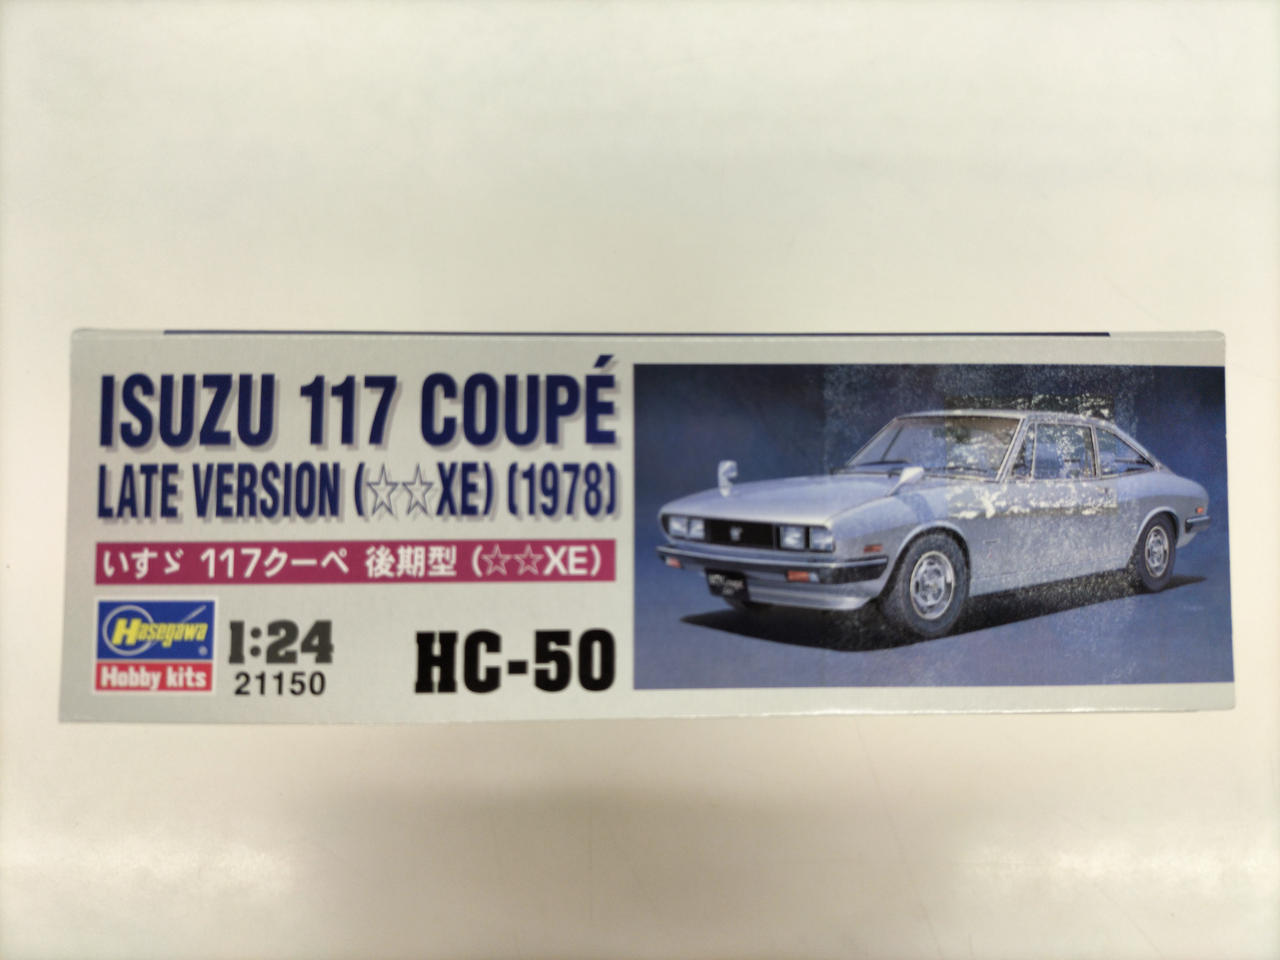 ISUZU 117 COUPÉ
LATE VERSION (☆☆XE) (1978)
いすゞ 117クーペ 後期型 (☆☆XE)
Hasegawa
Hobby kits
1:24
21150
HC-50